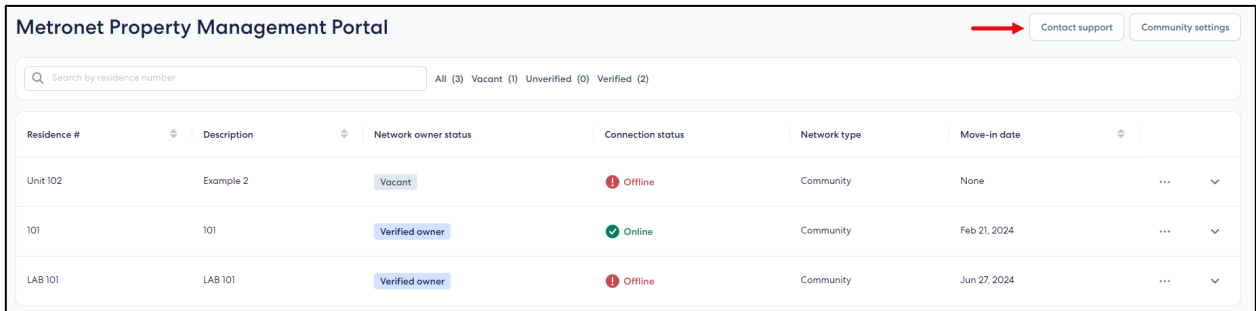 Metronet Property Management Portal
Contact support
Community settings
Search by residence number
All (3) Vacant (1) Unverified (0) Verified (2)
Residence # Description Network owner status Connection status Network type Move-in date
Unit 102 Example 2 Vacant Offline Community None
101 101 Verified owner Online Community Feb 21, 2024
LAB 101 LAB 101 Verified owner Offline Community Jun 27, 2024